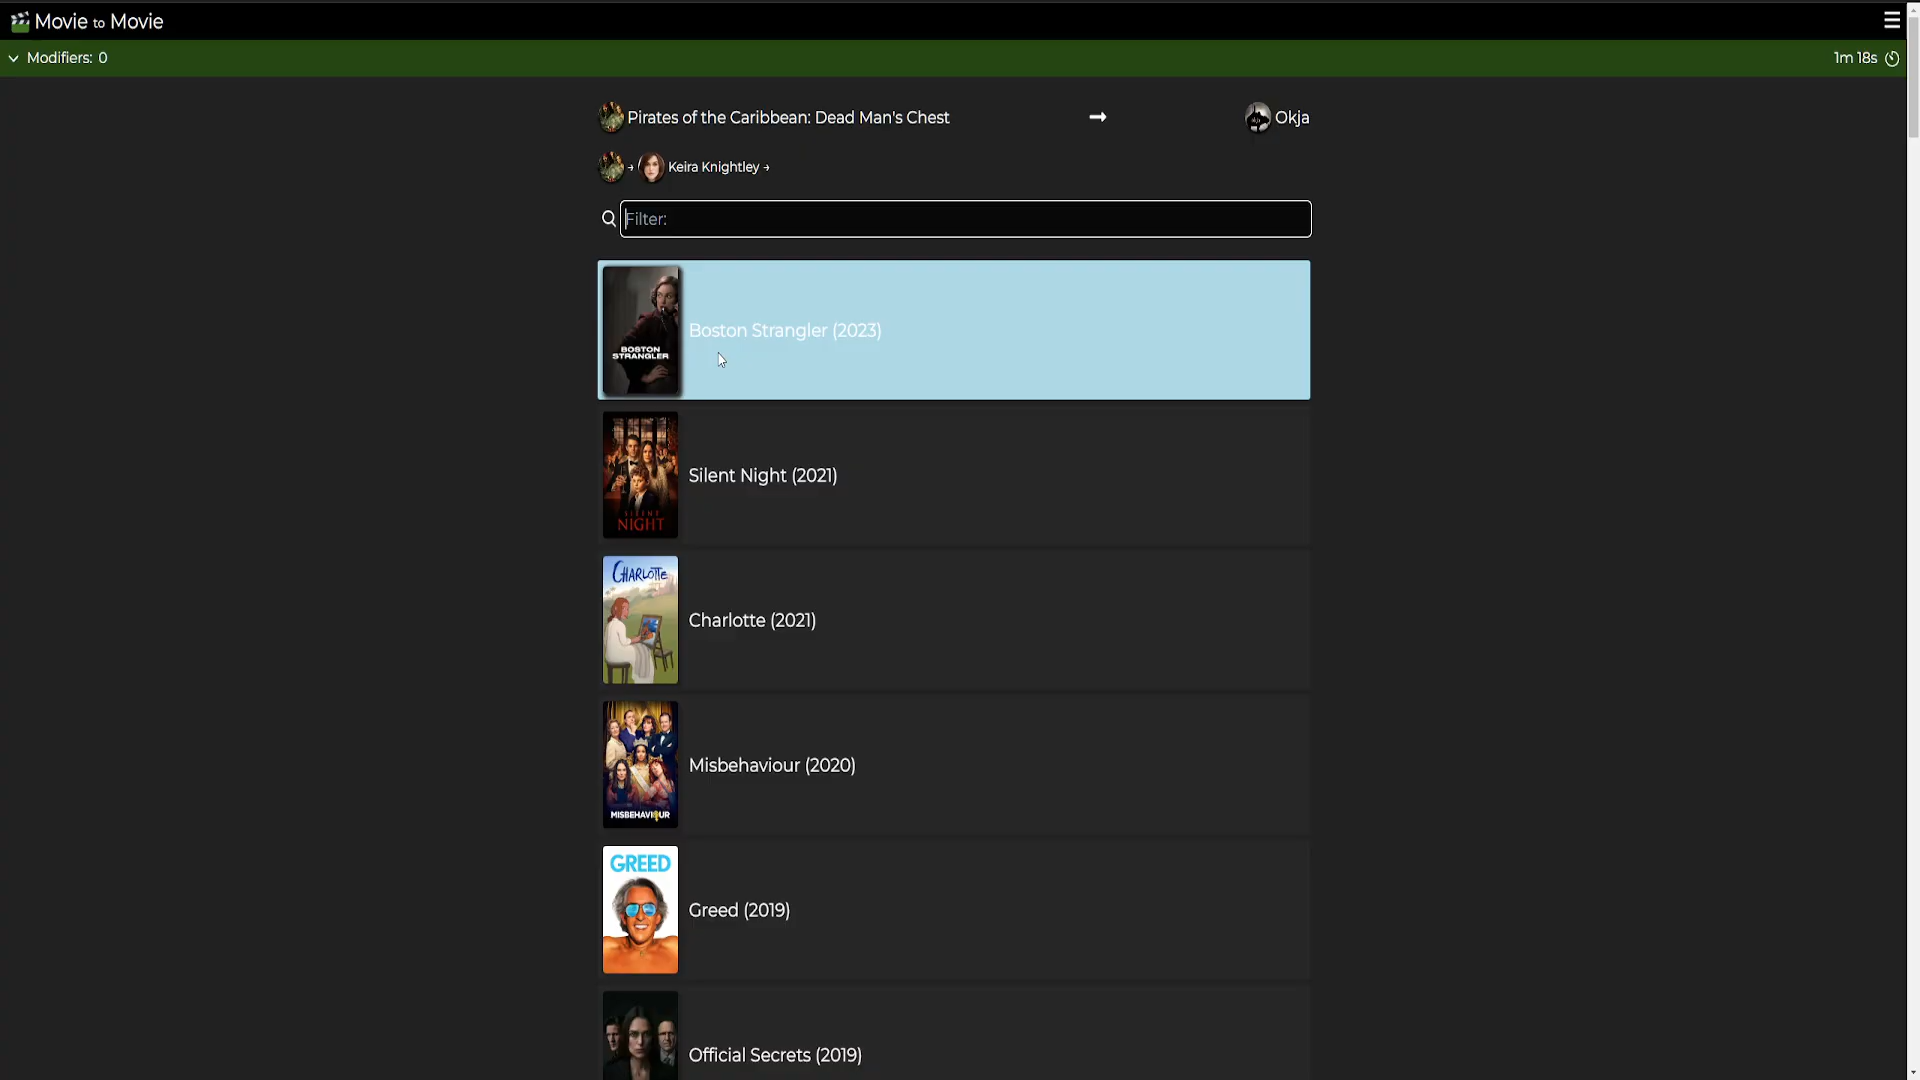 Movie to Movie
Modifiers: 0
1m 18s
Pirates of the Caribbean: Dead Man's Chest → Okja
→ Keira Knightley →
Filter:
BOSTON
STRANGLER
Boston Strangler (2023)
SILENT
NIGHT
Silent Night (2021)
CHARLOTTE
Charlotte (2021)
MISBEHAVIOUR
Misbehaviour (2020)
GREED
Greed (2019)
Official Secrets (2019)